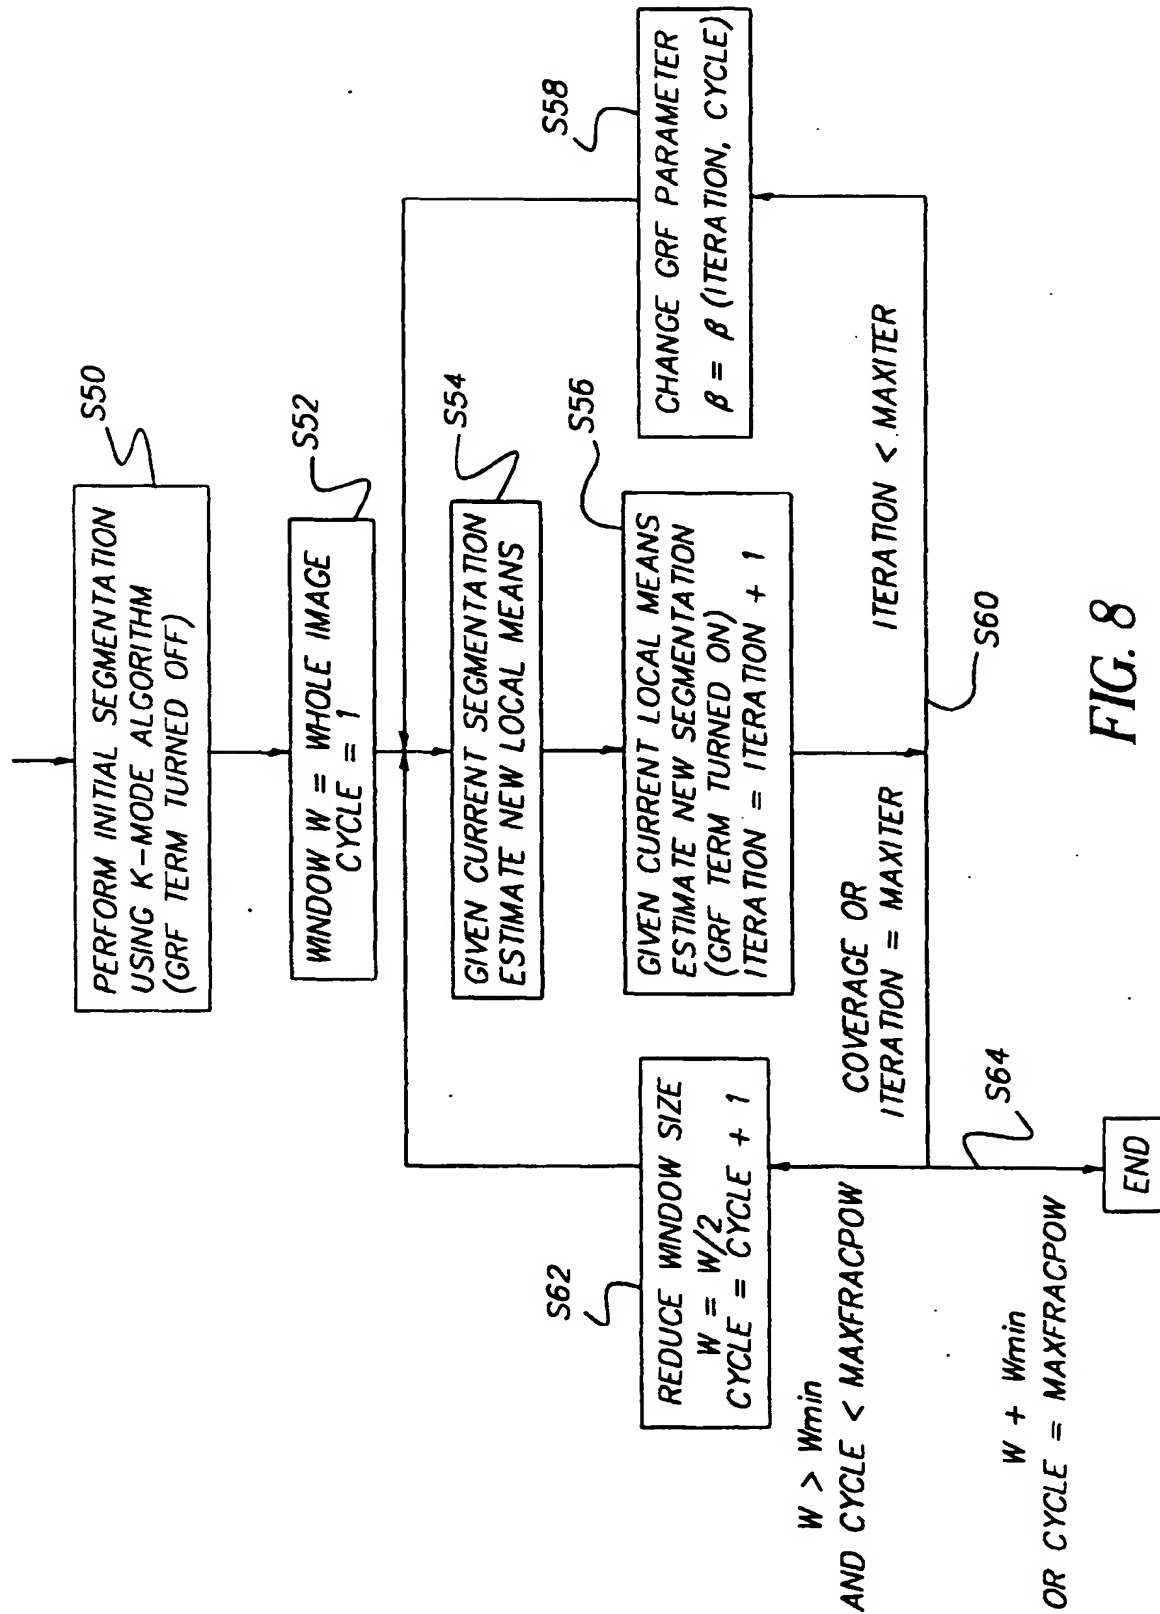 S50
PERFORM INITIAL SEGMENTATION
USING K-MODE ALGORITHM
(GRF TERM TURNED OFF)
S52
WINDOW W = WHOLE IMAGE
CYCLE = 1
S54
GIVEN CURRENT SEGMENTATION
ESTIMATE NEW LOCAL MEANS
S56
GIVEN CURRENT LOCAL MEANS
ESTIMATE NEW SEGMENTATION
(GRF TERM TURNED ON)
ITERATION = ITERATION + 1
S58
CHANGE GRF PARAMETER
β = β (ITERATION, CYCLE)
S62
REDUCE WINDOW SIZE
W = W/2
CYCLE = CYCLE + 1
COVERAGE OR
ITERATION = MAXITER
ITERATION < MAXITER
S60
W > Wmin
AND CYCLE < MAXFRACPOW
S64
W + Wmin
OR CYCLE = MAXFRACPOW
END
FIG. 8